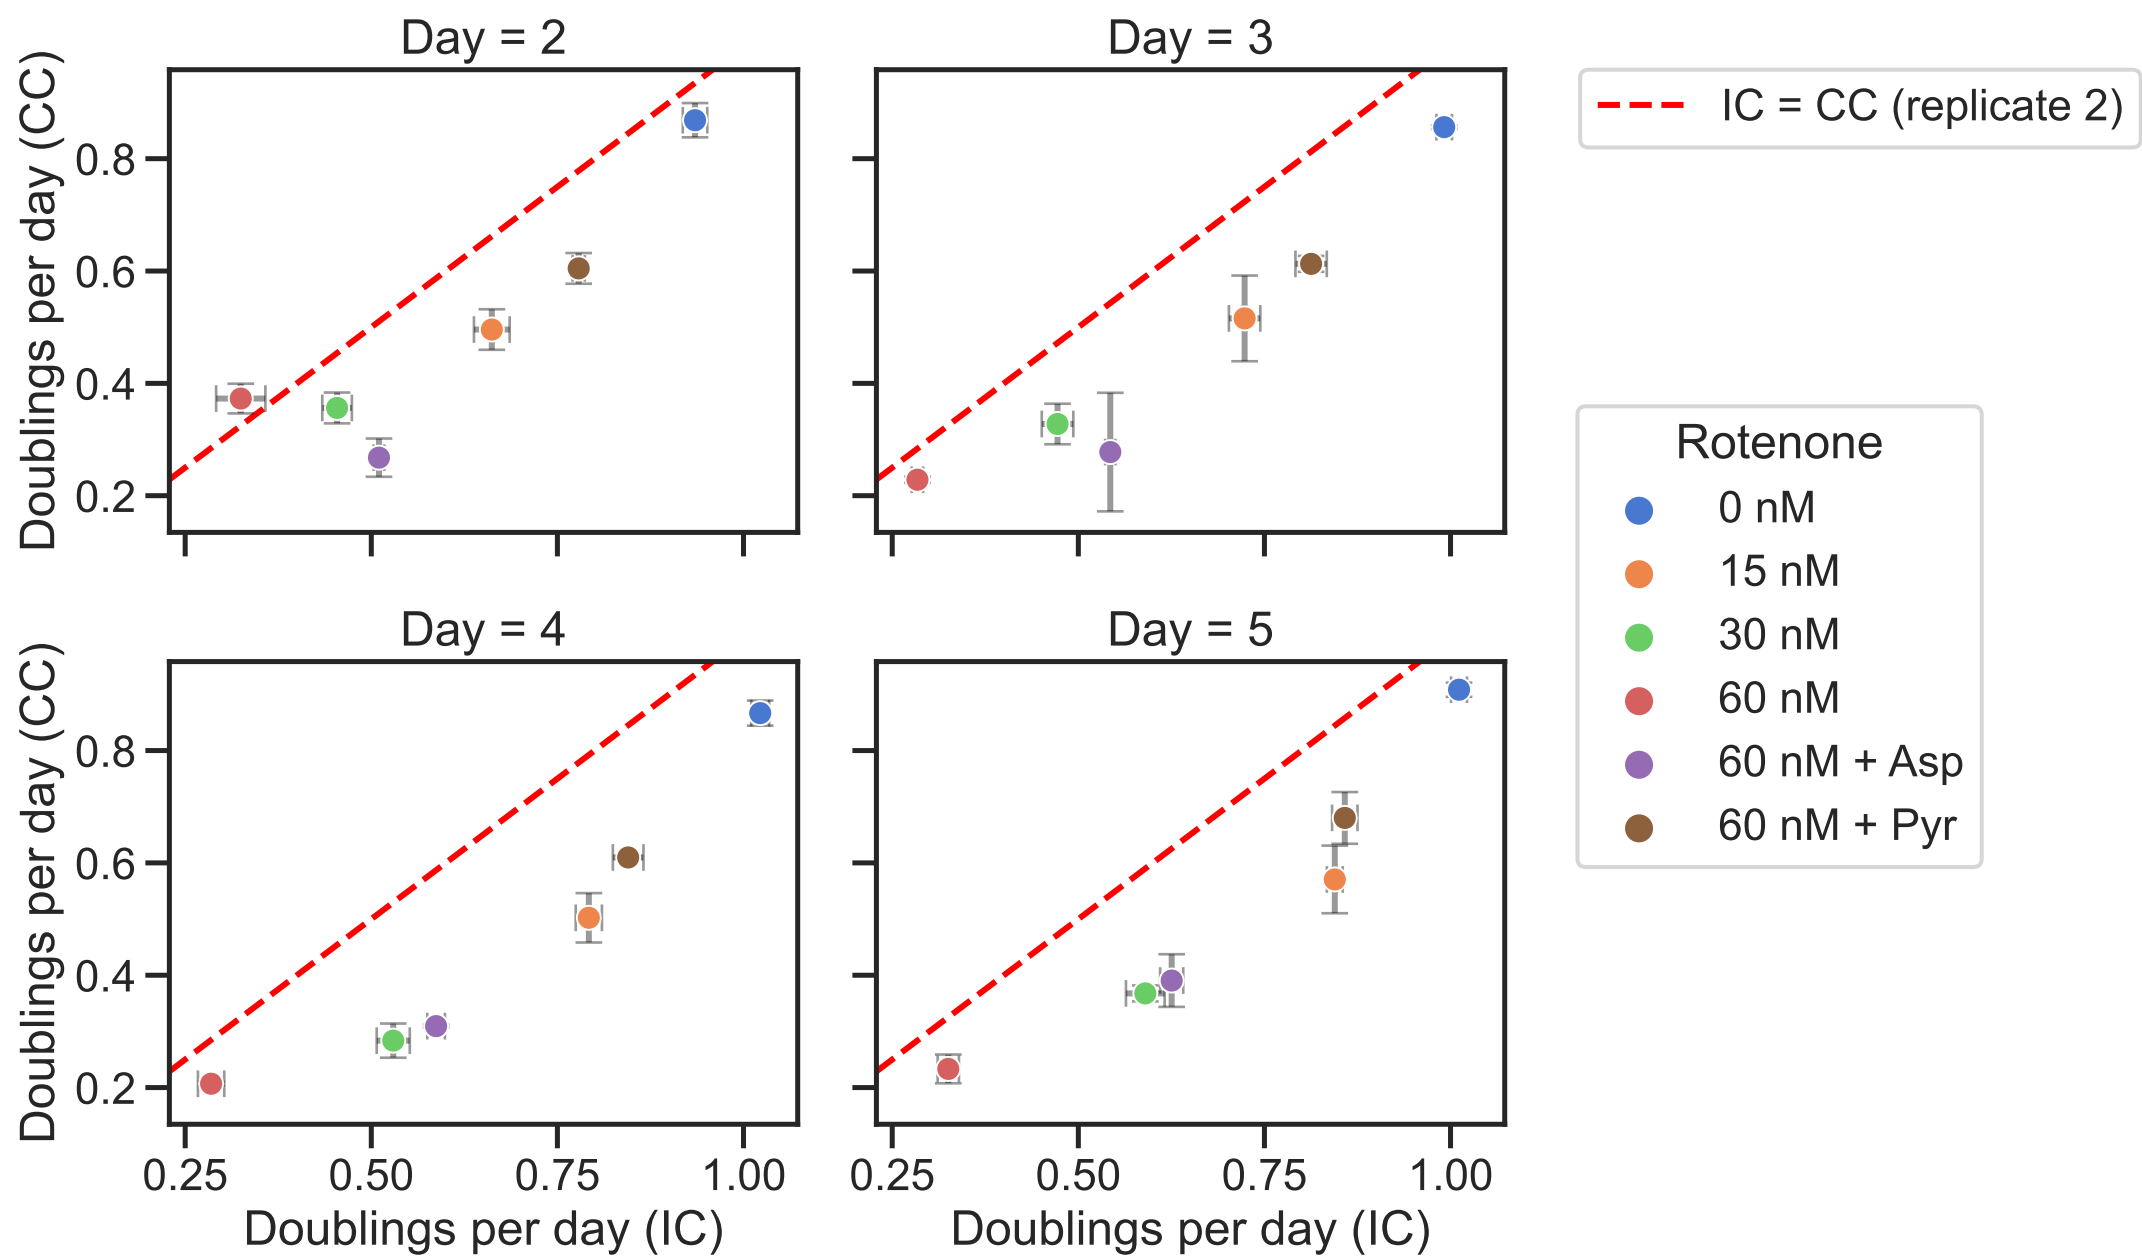 Day = 2
Day = 3
Doublings per day (CC)
0.8
0.6
0.4
0.2
IC = CC (replicate 2)
Rotenone
0 nM
15 nM
30 nM
60 nM
60 nM + Asp
60 nM + Pyr
Day = 4
Day = 5
Doublings per day (CC)
0.8
0.6
0.4
0.2
0.25 0.50 0.75 1.00
0.25 0.50 0.75 1.00
Doublings per day (IC)
Doublings per day (IC)